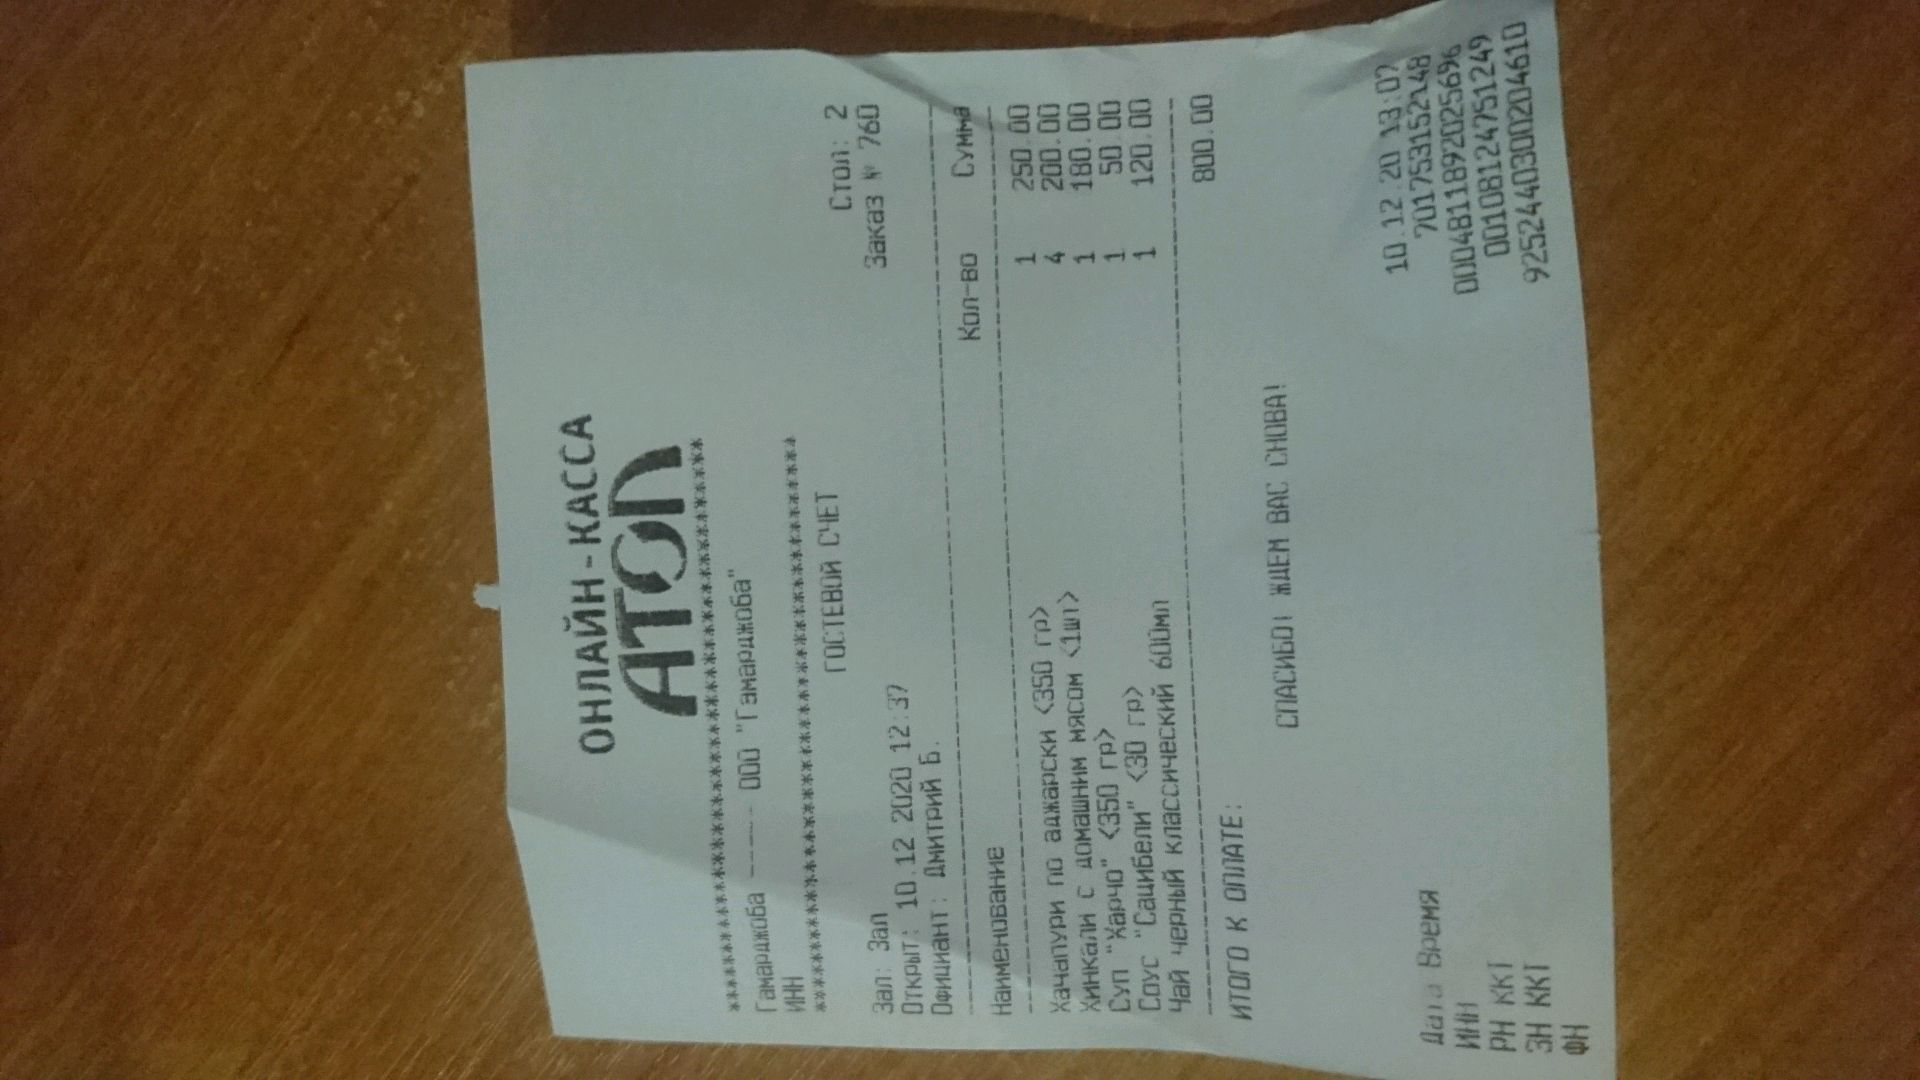 ОНЛАЙН-КАССА
АТОЛ
************************************************
Гамарджоба ----- ООО "Гамарджоба"
ИНН
************************************************
ГОСТЕВОЙ СЧЕТ
Стол: 2
Зал: Зал Заказ № 760
Открыт: 10.12.2020 12:37
Официант: Дмитрий Б.
Наименование Кол-во Сумма
Хачапури по аджарски <350 гр> 1 250.00
Хинкали с домашним мясом <1шт> 4 200.00
Суп "Харчо" <350 гр> 1 180.00
Соус "Сацибели" <30 гр> 1 50.00
Чай черный классический 600мл 1 120.00
ИТОГО К ОПЛАТЕ: 800.00
СПАСИБО! ЖДЕМ ВАС СНОВА!
Дата Время 10.12.20 13:07
ИНН 701753152148
РН ККТ 0004811892025696
ЗН ККТ 00108124751249
ФН 9252440300204610